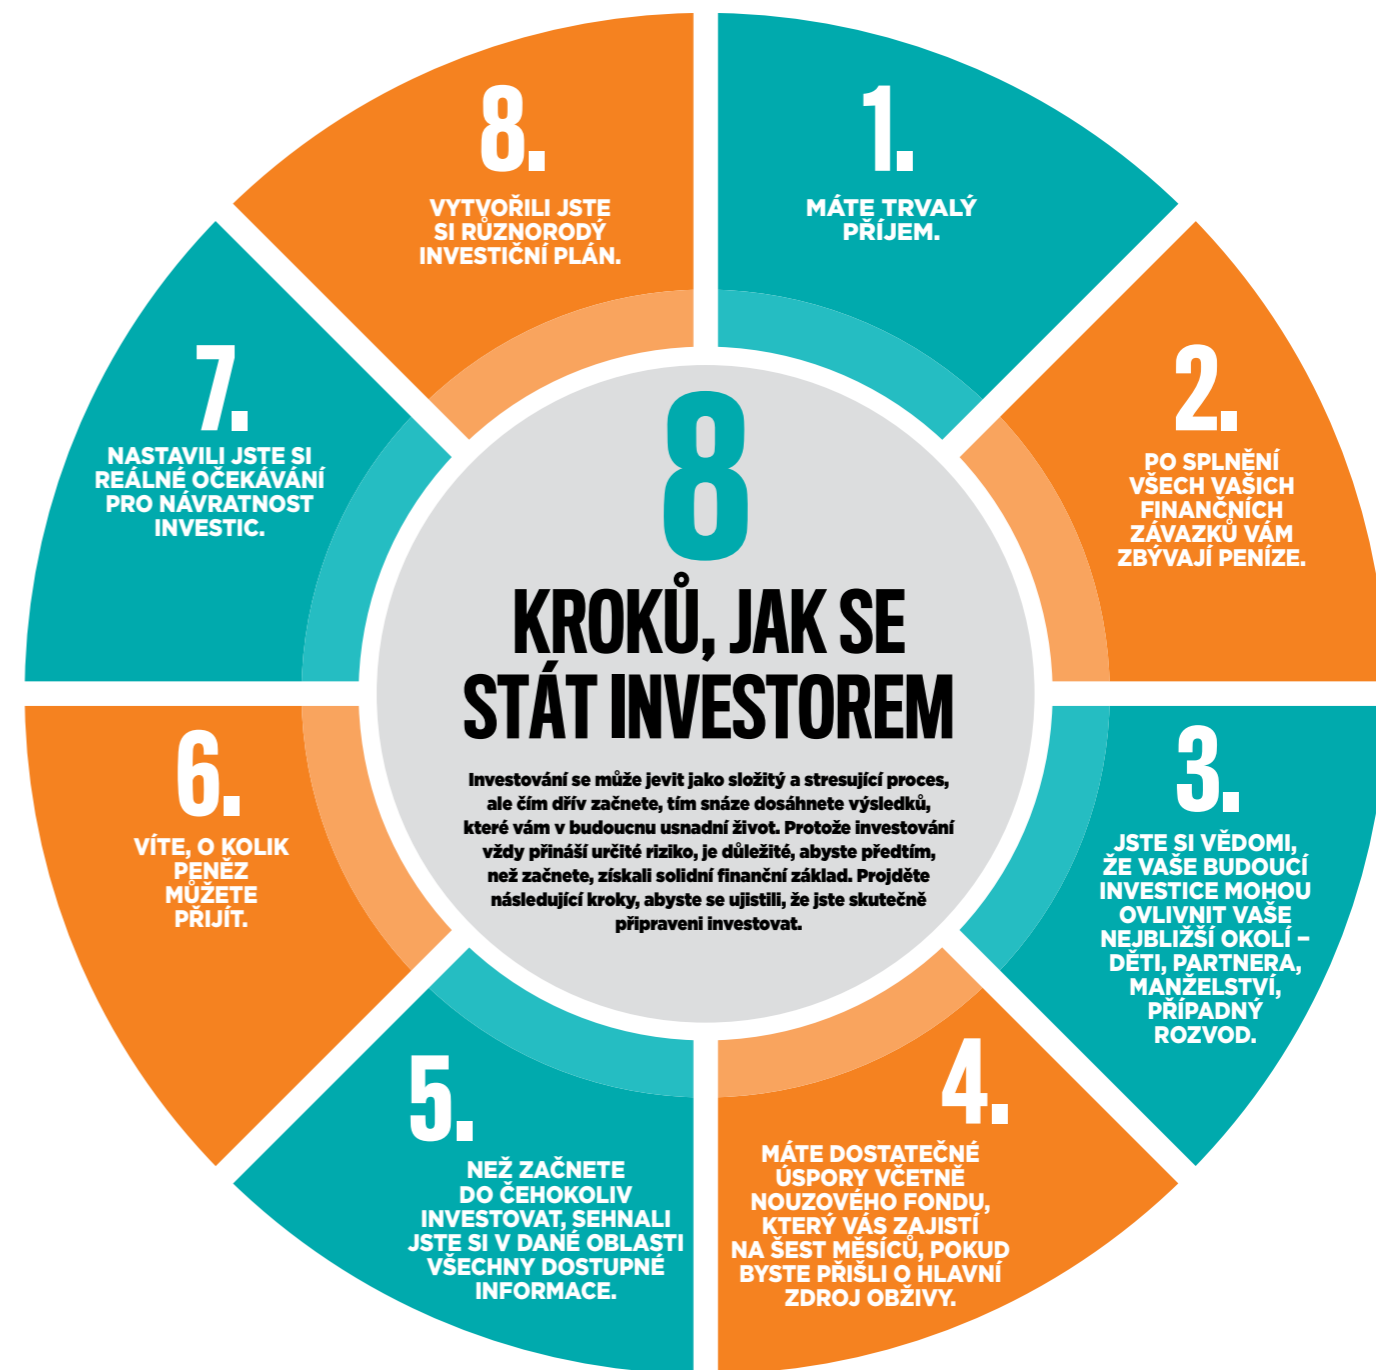 8
KROKŮ, JAK SE
STÁT INVESTOREM
Investování se může jevit jako složitý a stresující proces,
ale čím dřív začnete, tím snáze dosáhnete výsledků,
které vám v budoucnu usnadní život. Protože investování
vždy přináší určité riziko, je důležité, abyste předtím,
než začnete, získali solidní finanční základ. Projděte
následující kroky, abyste se ujistili, že jste skutečně
připraveni investovat.
1.
MÁTE TRVALÝ
PŘÍJEM.
2.
PO SPLNĚNÍ
VŠECH VAŠICH
FINANČNÍCH
ZÁVAZKŮ VÁM
ZBÝVAJÍ PENÍZE.
3.
JSTE SI VĚDOMI,
ŽE VAŠE BUDOUCÍ
INVESTICE MOHOU
OVLIVNIT VAŠE
NEJBLIŽŠÍ OKOLÍ –
DĚTI, PARTNERA,
MANŽELSTVÍ,
PŘÍPADNÝ
ROZVOD.
4.
MÁTE DOSTATEČNÉ
ÚSPORY VČETNĚ
NOUZOVÉHO FONDU,
KTERÝ VÁS ZAJISTÍ
NA ŠEST MĚSÍCŮ, POKUD
BYSTE PŘIŠLI O HLAVNÍ
ZDROJ OBŽIVY.
5.
NEŽ ZAČNETE
DO ČEHOKOLIV
INVESTOVAT, SEHNALI
JSTE SI V DANÉ OBLASTI
VŠECHNY DOSTUPNÉ
INFORMACE.
6.
VÍTE, O KOLIK
PENĚZ
MŮŽETE
PŘIJÍT.
7.
NASTAVILI JSTE SI
REÁLNÉ OČEKÁVÁNÍ
PRO NÁVRATNOST
INVESTIC.
8.
VYTVOŘILI JSTE
SI RŮZNORODÝ
INVESTIČNÍ PLÁN.